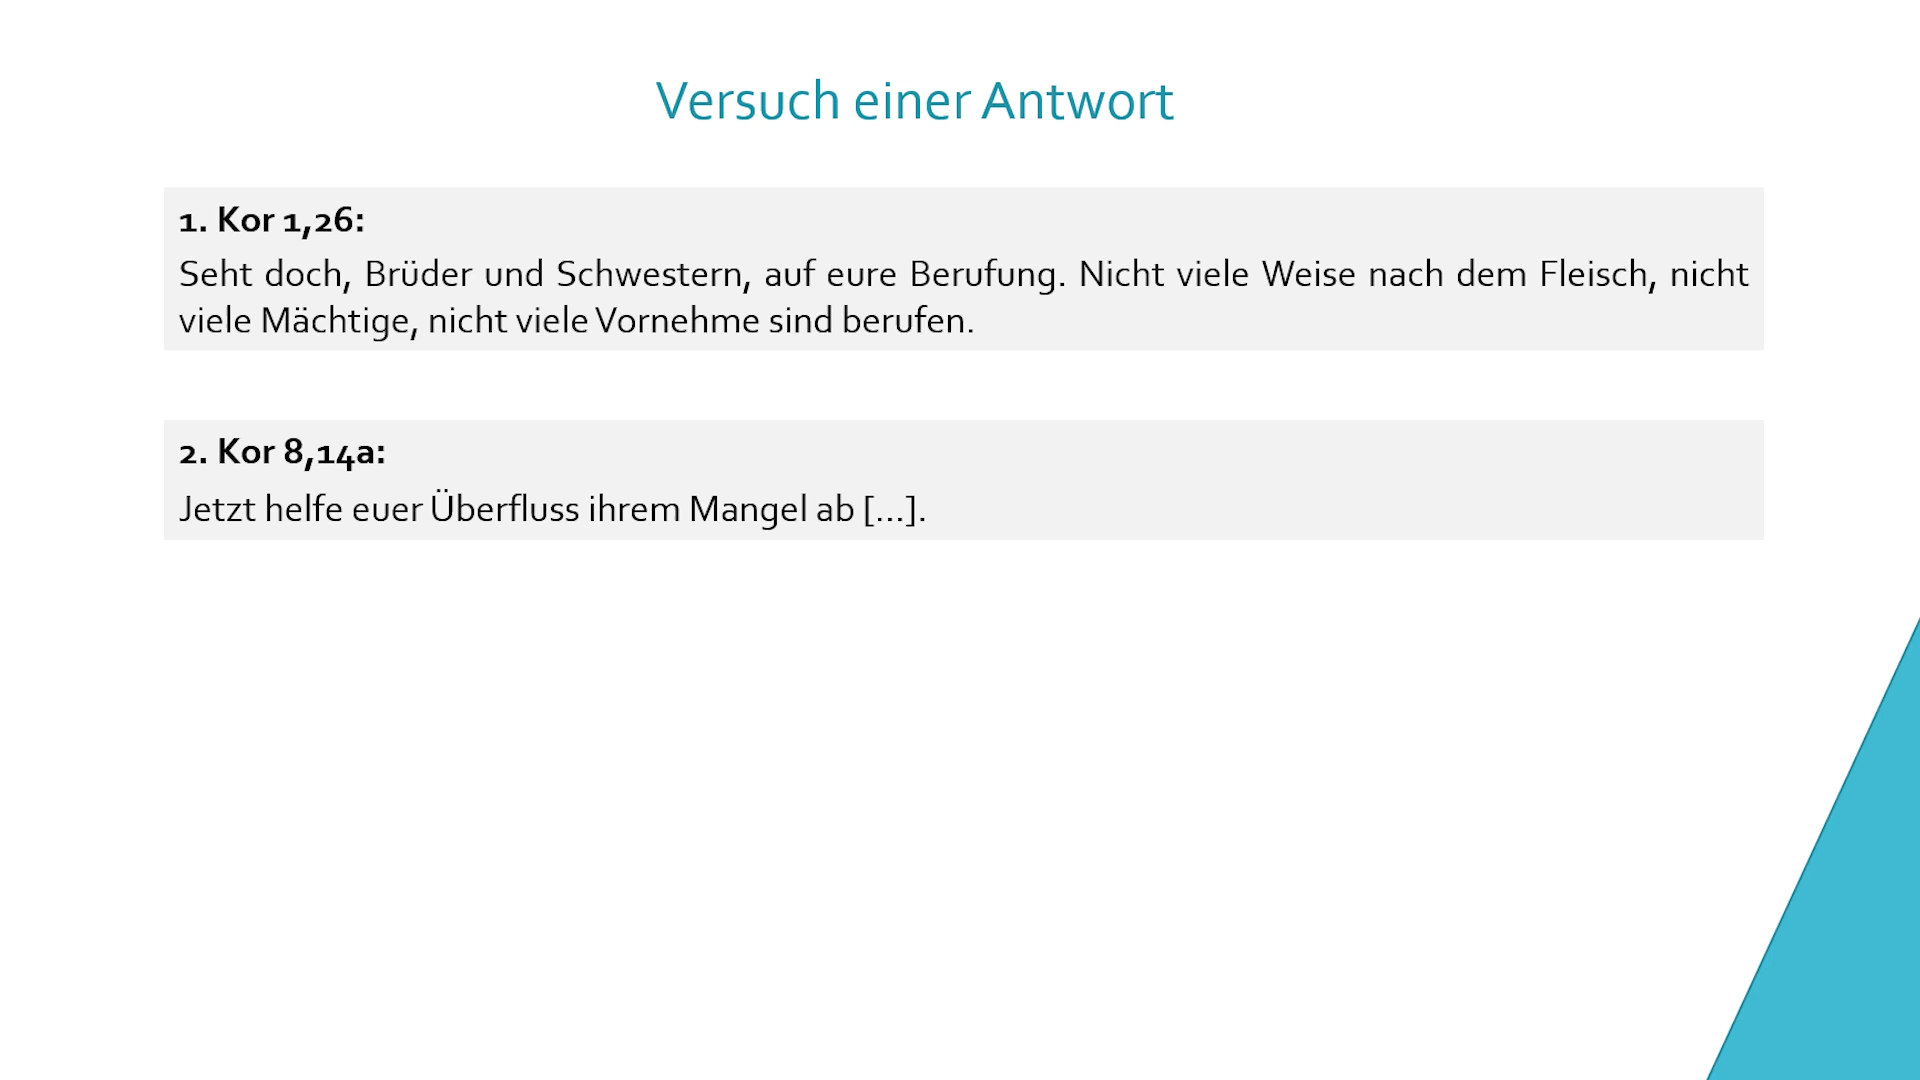 Versuch einer Antwort
1. Kor 1,26:
Seht doch, Brüder und Schwestern, auf eure Berufung. Nicht viele Weise nach dem Fleisch, nicht
viele Mächtige, nicht viele Vornehme sind berufen.
2. Kor 8,14a:
Jetzt helfe euer Überfluss ihrem Mangel ab [...].